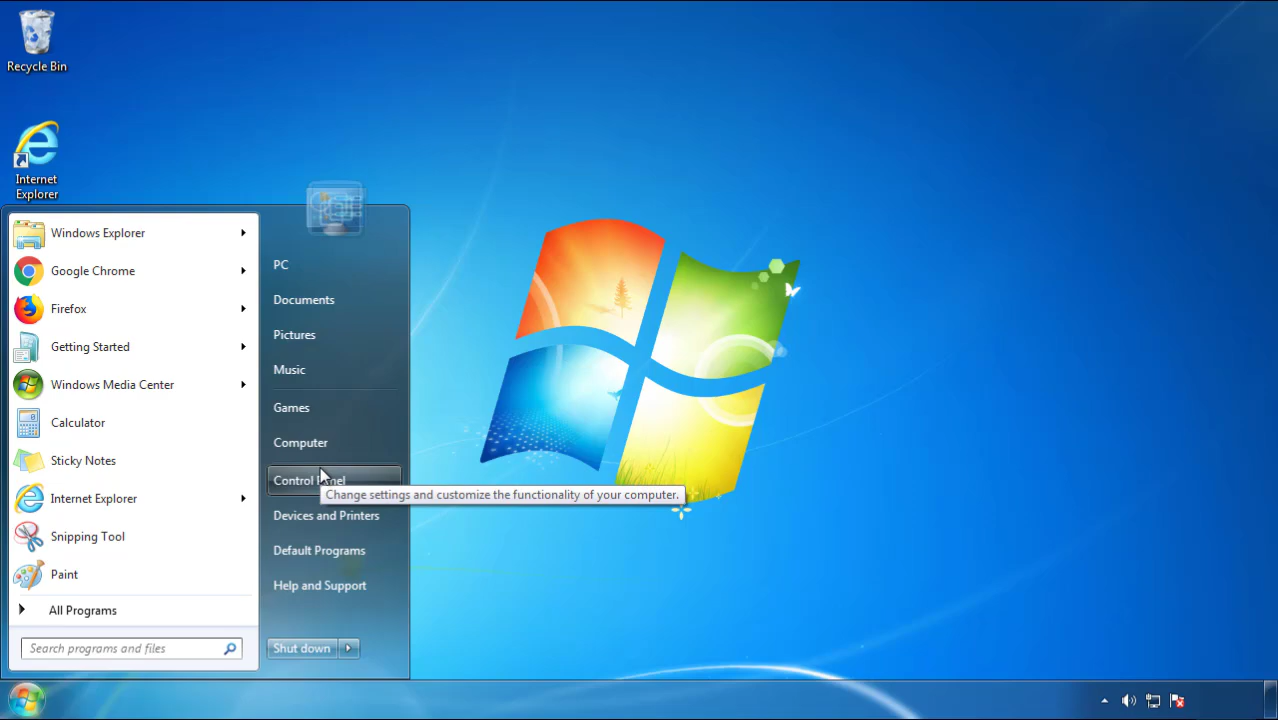 Recycle Bin
Internet
Explorer
Windows Explorer
Google Chrome
Firefox
Getting Started
Windows Media Center
Calculator
Sticky Notes
Internet Explorer
Snipping Tool
Paint
All Programs
Search programs and files
PC
Documents
Pictures
Music
Games
Computer
Control Panel
Change settings and customize the functionality of your computer.
Devices and Printers
Default Programs
Help and Support
Shut down